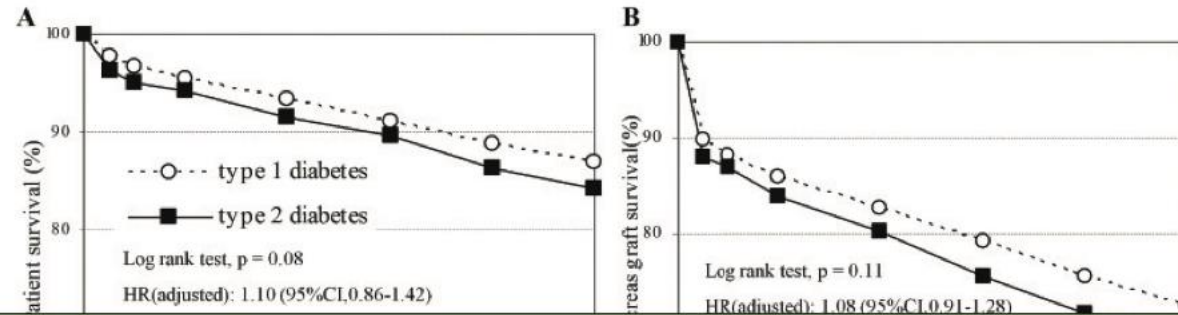 A
100
90
80
atient survival (%)
type 1 diabetes
type 2 diabetes
Log rank test, p = 0.08
HR(adjusted): 1.10 (95%CI,0.86-1.42)
B
100
90
80
creas graft survival(%)
Log rank test, p = 0.11
HR(adjusted): 1.08 (95%CI,0.91-1.28)